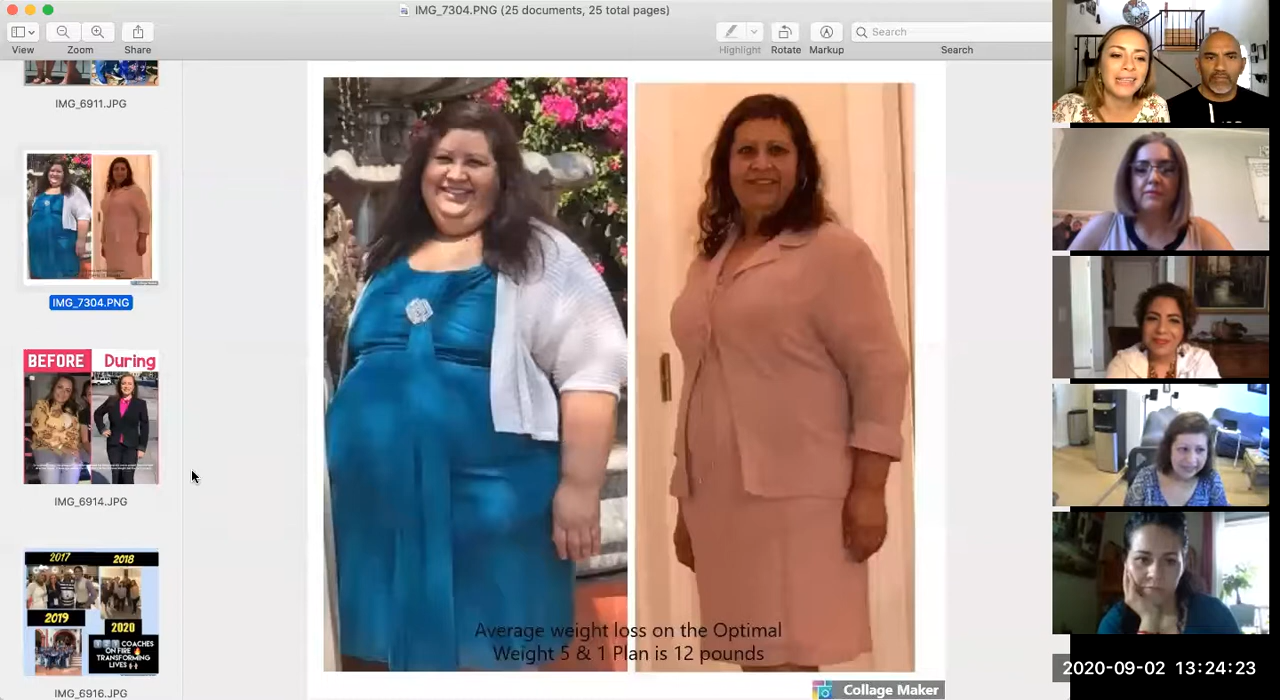 IMG_7304.PNG (25 documents, 25 total pages)
View
Zoom
Share
Highlight
Rotate
Markup
Search
Search
IMG_6911.JPG
IMG_7304.PNG
BEFORE During
IMG_6914.JPG
2017 2018
2019
2020
COACHES
ON FIRE
TRANSFORMING
LIVES
IMG_6916.JPG
Average weight loss on the Optimal
Weight 5 & 1 Plan is 12 pounds
Collage Maker
2020-09-02 13:24:23